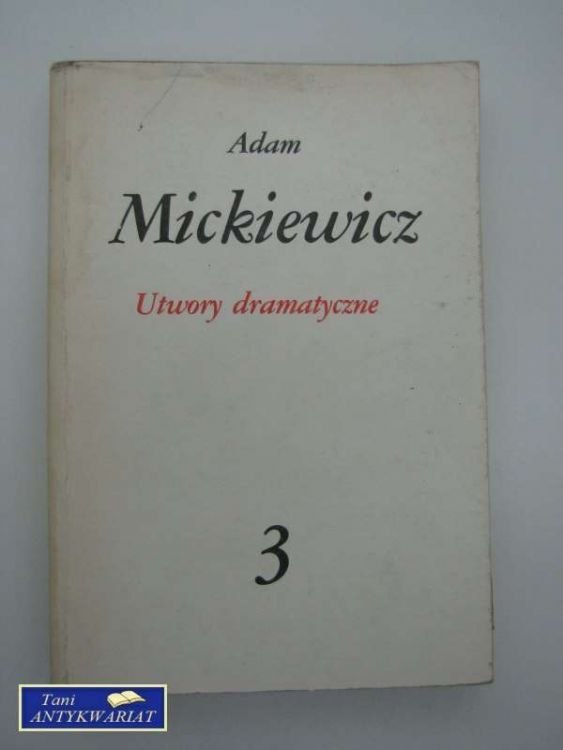 Adam
Mickiewicz
Utwory dramatyczne
3
Tani
ANTYKWARIAT